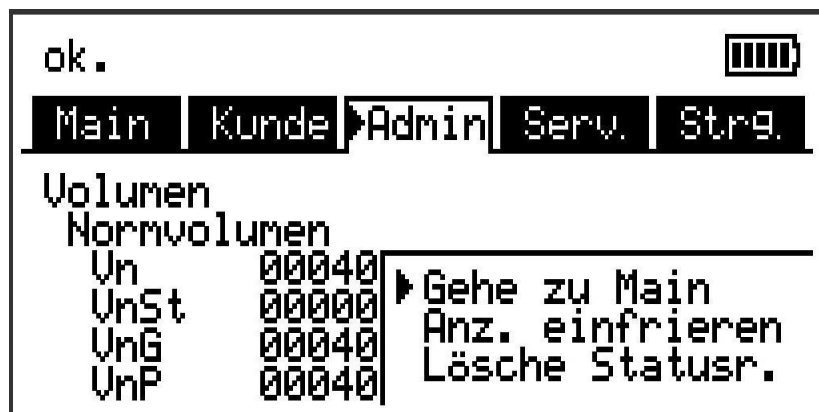 ok.
Main Kunde Admin Serv. Strg.
Volumen
Normvolumen
Vn 00040
VnSt 00000
VnG 00040
VnP 00040
Gehe zu Main
Anz. einfrieren
Lösche Statusr.